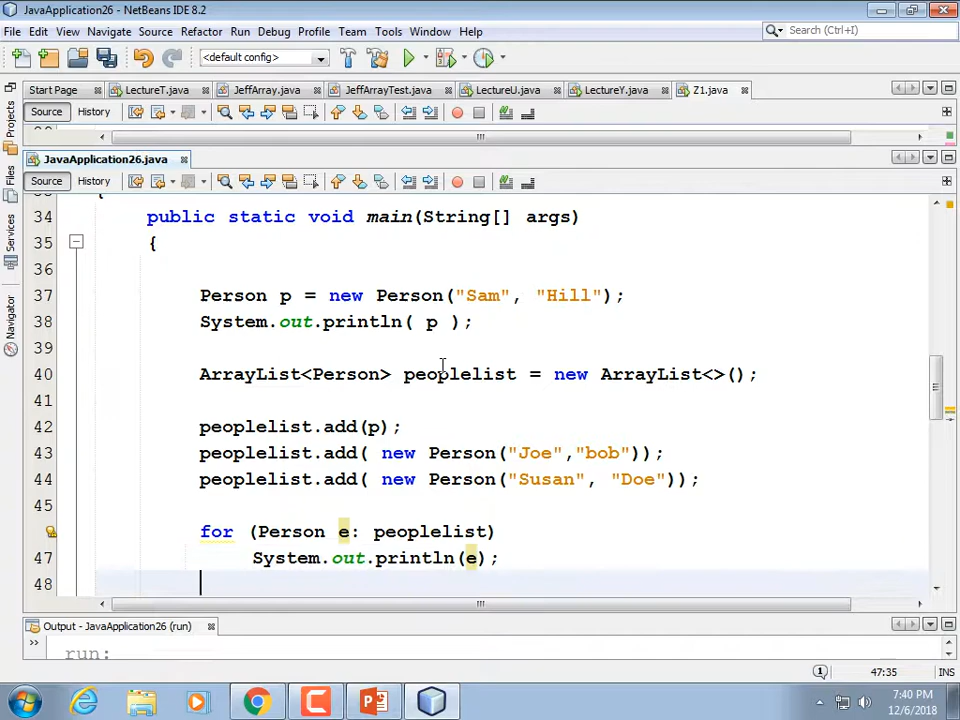 JavaApplication26 - NetBeans IDE 8.2
File Edit View Navigate Source Refactor Run Debug Profile Team Tools Window Help
Search (Ctrl+I)
<default config>
Start Page LectureT.java JeffArray.java JeffArrayTest.java LectureU.java LectureY.java Z1.java
Source History
JavaApplication26.java
Source History
Projects
Files
Services
Navigator
34 public static void main(String[] args)
35 {
36
37 Person p = new Person("Sam", "Hill");
38 System.out.println( p );
39
40 ArrayList<Person> peoplelist = new ArrayList<>();
41
42 peoplelist.add(p);
43 peoplelist.add( new Person("Joe","bob"));
44 peoplelist.add( new Person("Susan", "Doe"));
45
for (Person e: peoplelist)
47 System.out.println(e);
48
Output - JavaApplication26 (run)
run:
1 47:35 INS
7:40 PM
12/6/2018